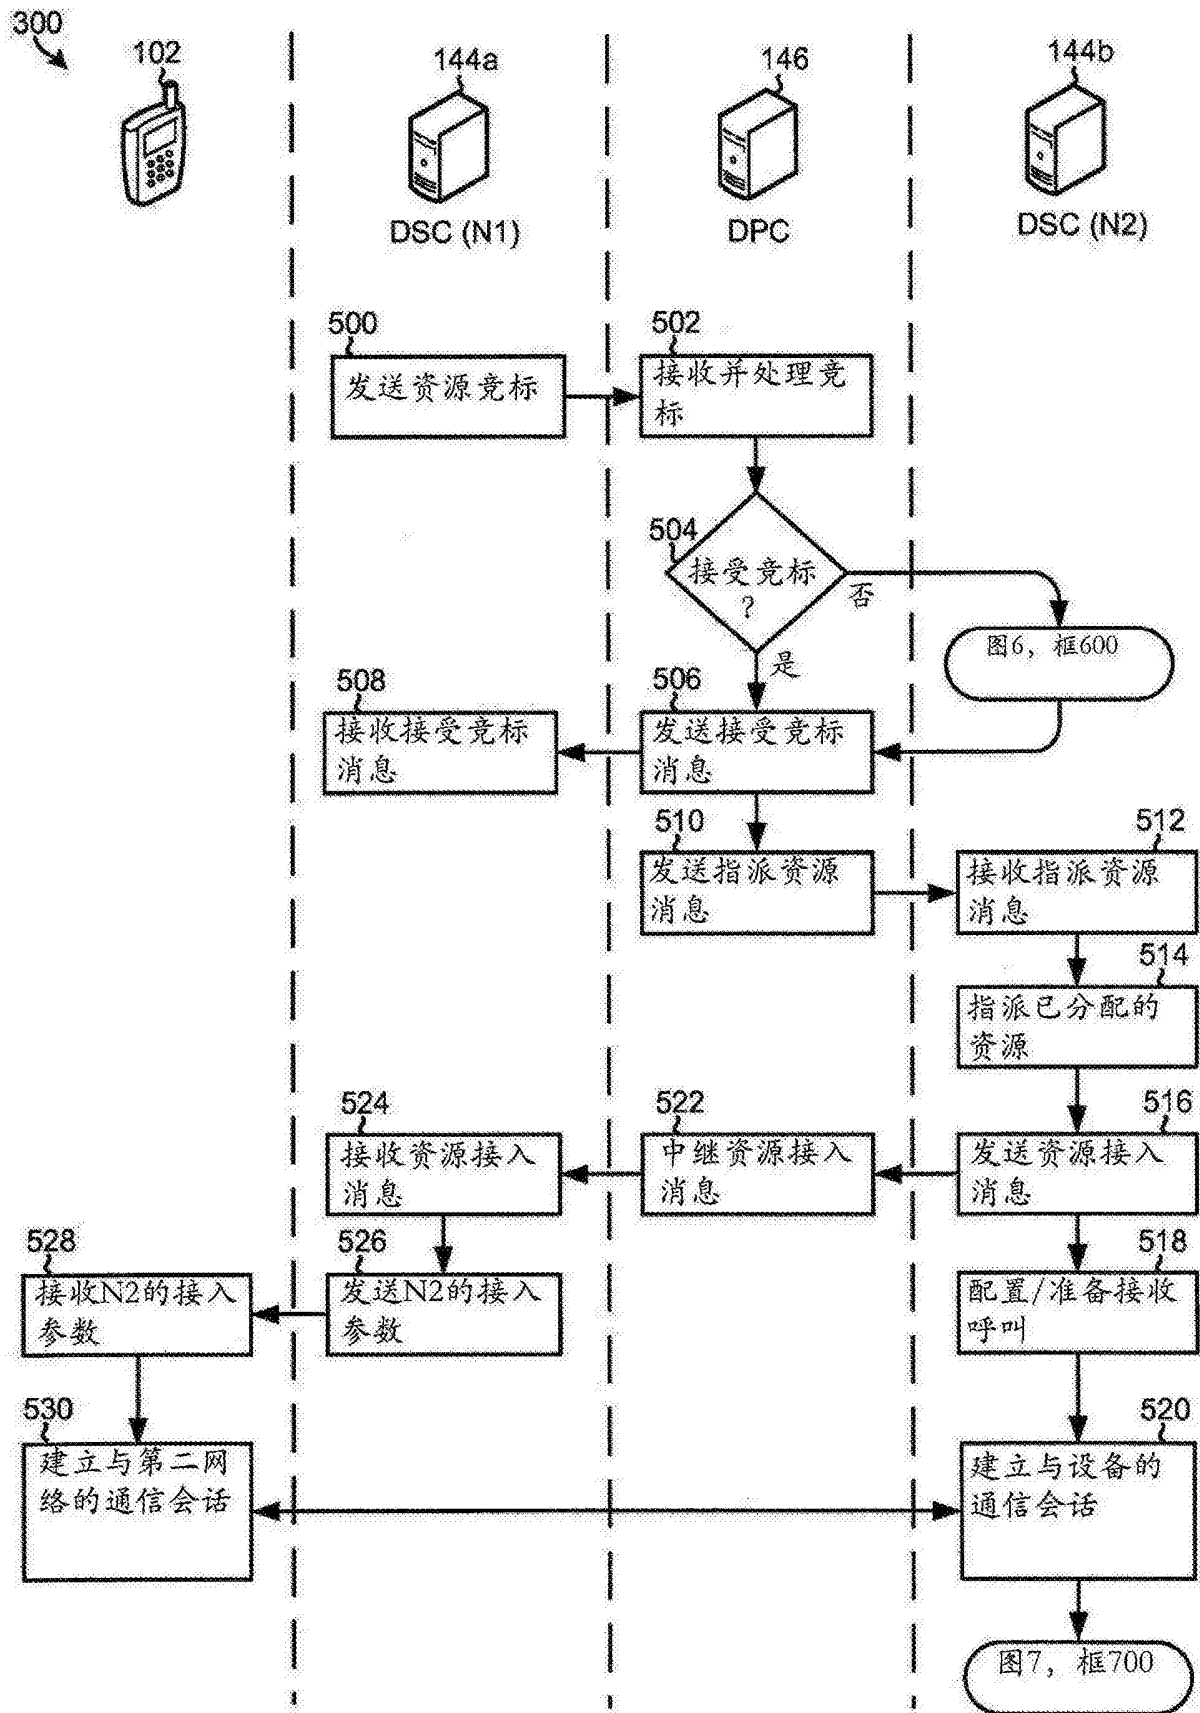 300
102
144a
146
144b
DSC (N1)
DPC
DSC (N2)
500
发送资源竞标
502
接收并处理竞
标
504
接受竞标
?
否
是
图6，框600
508
接收接受竞标
消息
506
发送接受竞标
消息
510
发送指派资源
消息
512
接收指派资源
消息
514
指派已分配的
资源
524
接收资源接入
消息
522
中继资源接入
消息
516
发送资源接入
消息
528
接收N2的接入
参数
526
发送N2的接入
参数
518
配置/准备接收
呼叫
530
建立与第二网
络的通信会话
520
建立与设备的
通信会话
图7，框700